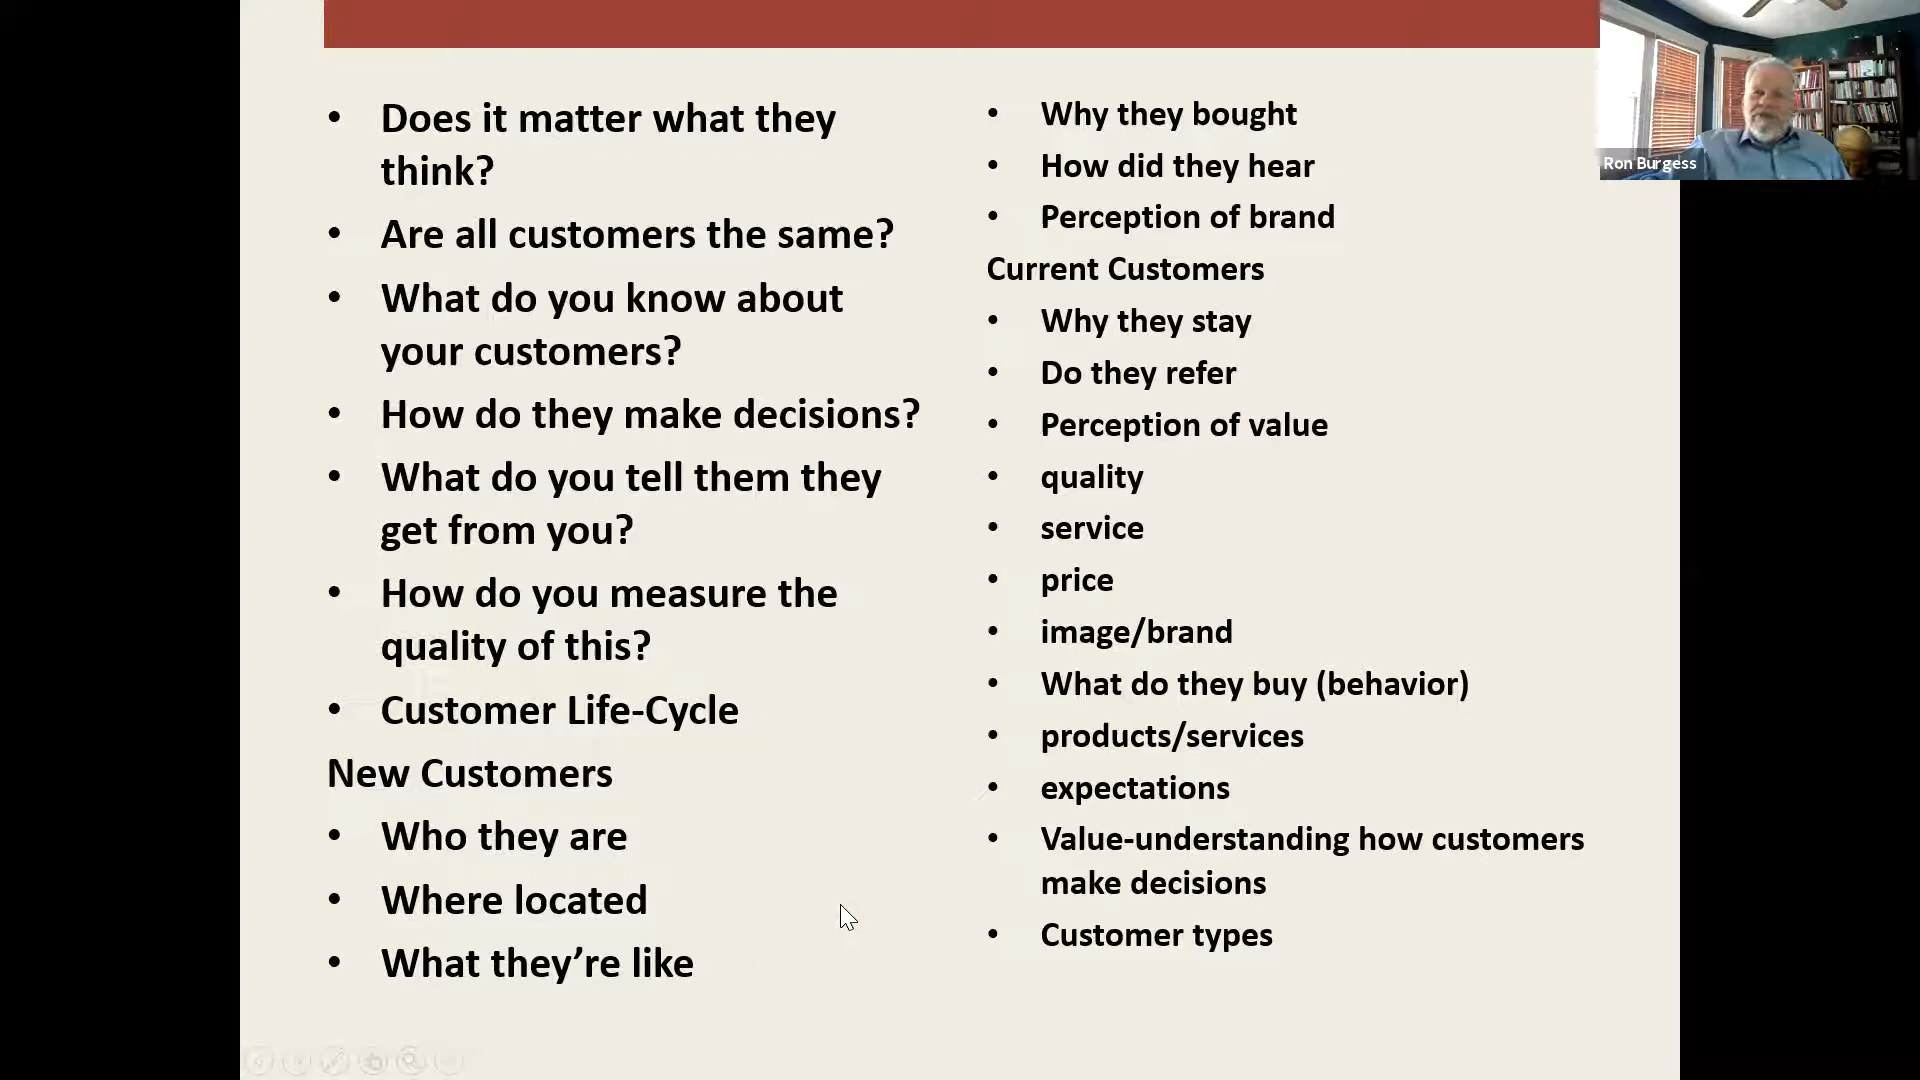 • Does it matter what they
think?
• Are all customers the same?
• What do you know about
your customers?
• How do they make decisions?
• What do you tell them they
get from you?
• How do you measure the
quality of this?
• Customer Life-Cycle
New Customers
• Who they are
• Where located
• What they’re like
• Why they bought
• How did they hear
• Perception of brand
Current Customers
• Why they stay
• Do they refer
• Perception of value
• quality
• service
• price
• image/brand
• What do they buy (behavior)
• products/services
• expectations
• Value-understanding how customers
make decisions
• Customer types
Ron Burgess